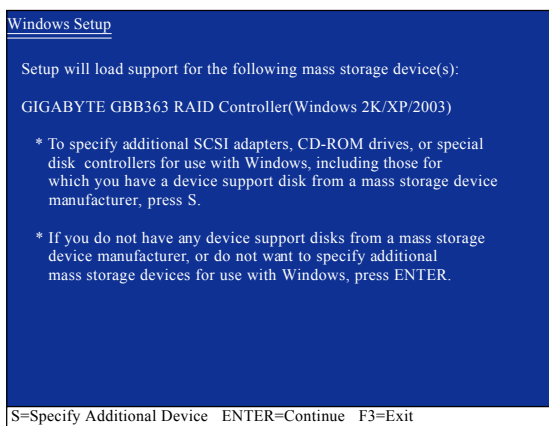 Windows Setup
Setup will load support for the following mass storage device(s):
GIGABYTE GBB363 RAID Controller(Windows 2K/XP/2003)
* To specify additional SCSI adapters, CD-ROM drives, or special
disk controllers for use with Windows, including those for
which you have a device support disk from a mass storage device
manufacturer, press S.
* If you do not have any device support disks from a mass storage
device manufacturer, or do not want to specify additional
mass storage devices for use with Windows, press ENTER.
S=Specify Additional Device ENTER=Continue F3=Exit